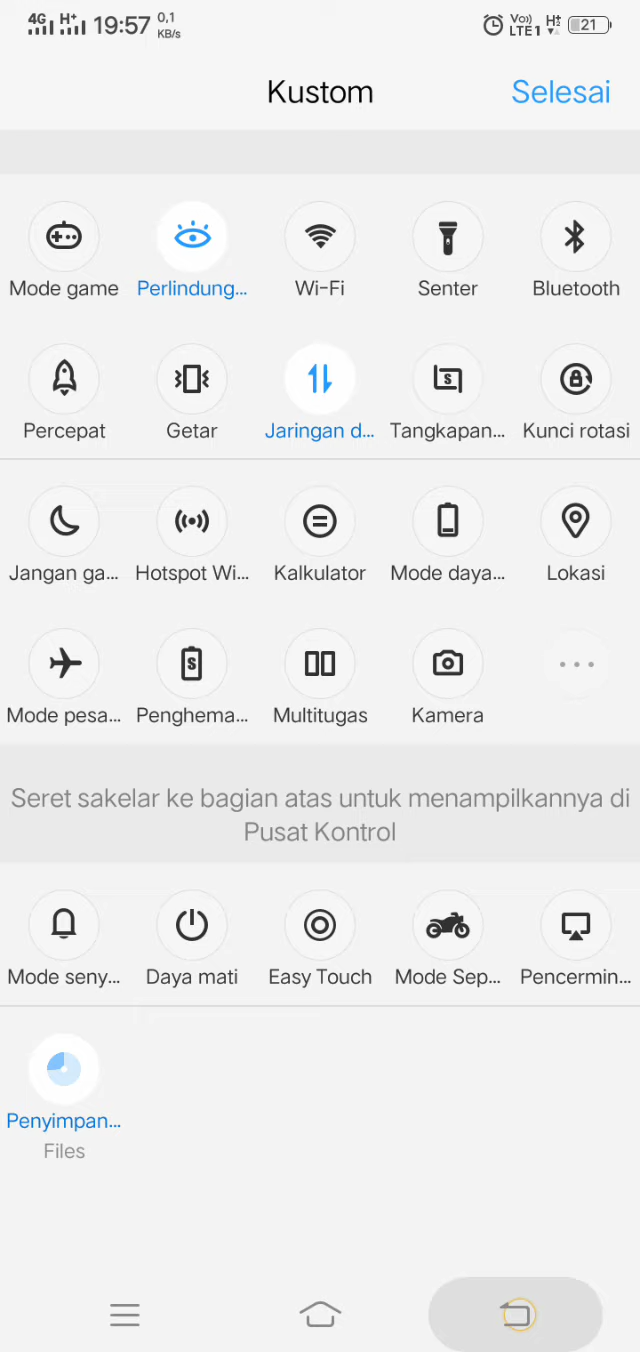 4G H+ 19:57 0,1 KB/s Vo)) LTE 1 H± 21
Kustom Selesai
Mode game Perlindung... Wi-Fi Senter Bluetooth
Percepat Getar Jaringan d... Tangkapan... Kunci rotasi
Jangan ga... Hotspot Wi... Kalkulator Mode daya... Lokasi
Mode pesa... Penghema... Multitugas Kamera
Seret sakelar ke bagian atas untuk menampilkannya di
Pusat Kontrol
Mode seny... Daya mati Easy Touch Mode Sep... Pencermin...
Penyimpan...
Files